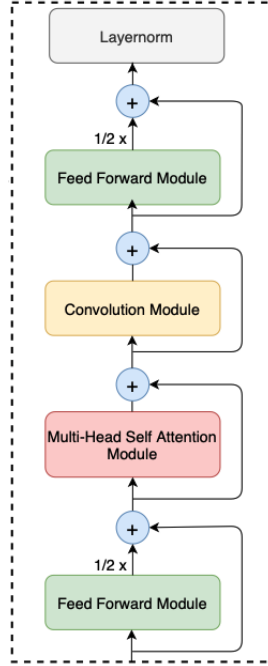 Layernorm
+
1/2 x
Feed Forward Module
+
Convolution Module
+
Multi-Head Self Attention
Module
+
1/2 x
Feed Forward Module